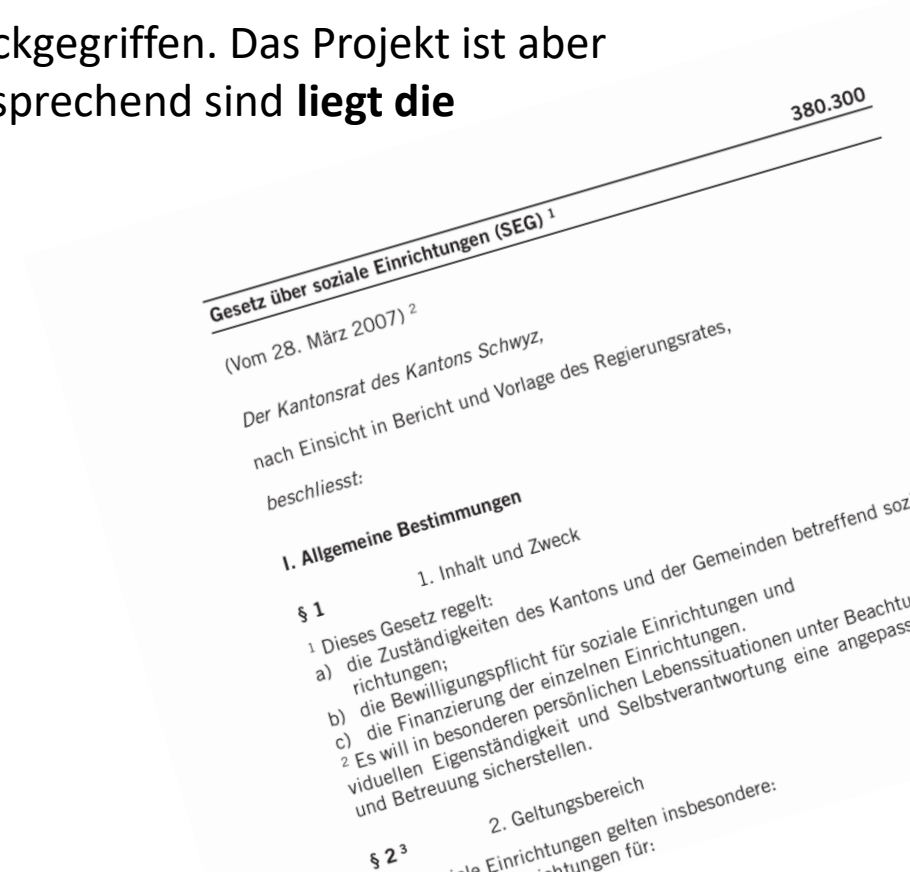 ckgegriffen. Das Projekt ist aber
sprechend sind liegt die
380.300
Gesetz über soziale Einrichtungen (SEG) 1
(Vom 28. März 2007) 2
Der Kantonsrat des Kantons Schwyz,
nach Einsicht in Bericht und Vorlage des Regierungsrates,
beschliesst:
I. Allgemeine Bestimmungen
§ 1 1. Inhalt und Zweck
1 Dieses Gesetz regelt:
a) die Zuständigkeiten des Kantons und der Gemeinden betreffend sozi
richtungen;
b) die Bewilligungspflicht für soziale Einrichtungen und
c) die Finanzierung der einzelnen Einrichtungen.
2 Es will in besonderen persönlichen Lebenssituationen unter Beachtu
viduellen Eigenständigkeit und Selbstverantwortung eine angepass
und Betreuung sicherstellen.
§ 2 3 2. Geltungsbereich
ale Einrichtungen gelten insbesondere:
chtungen für: